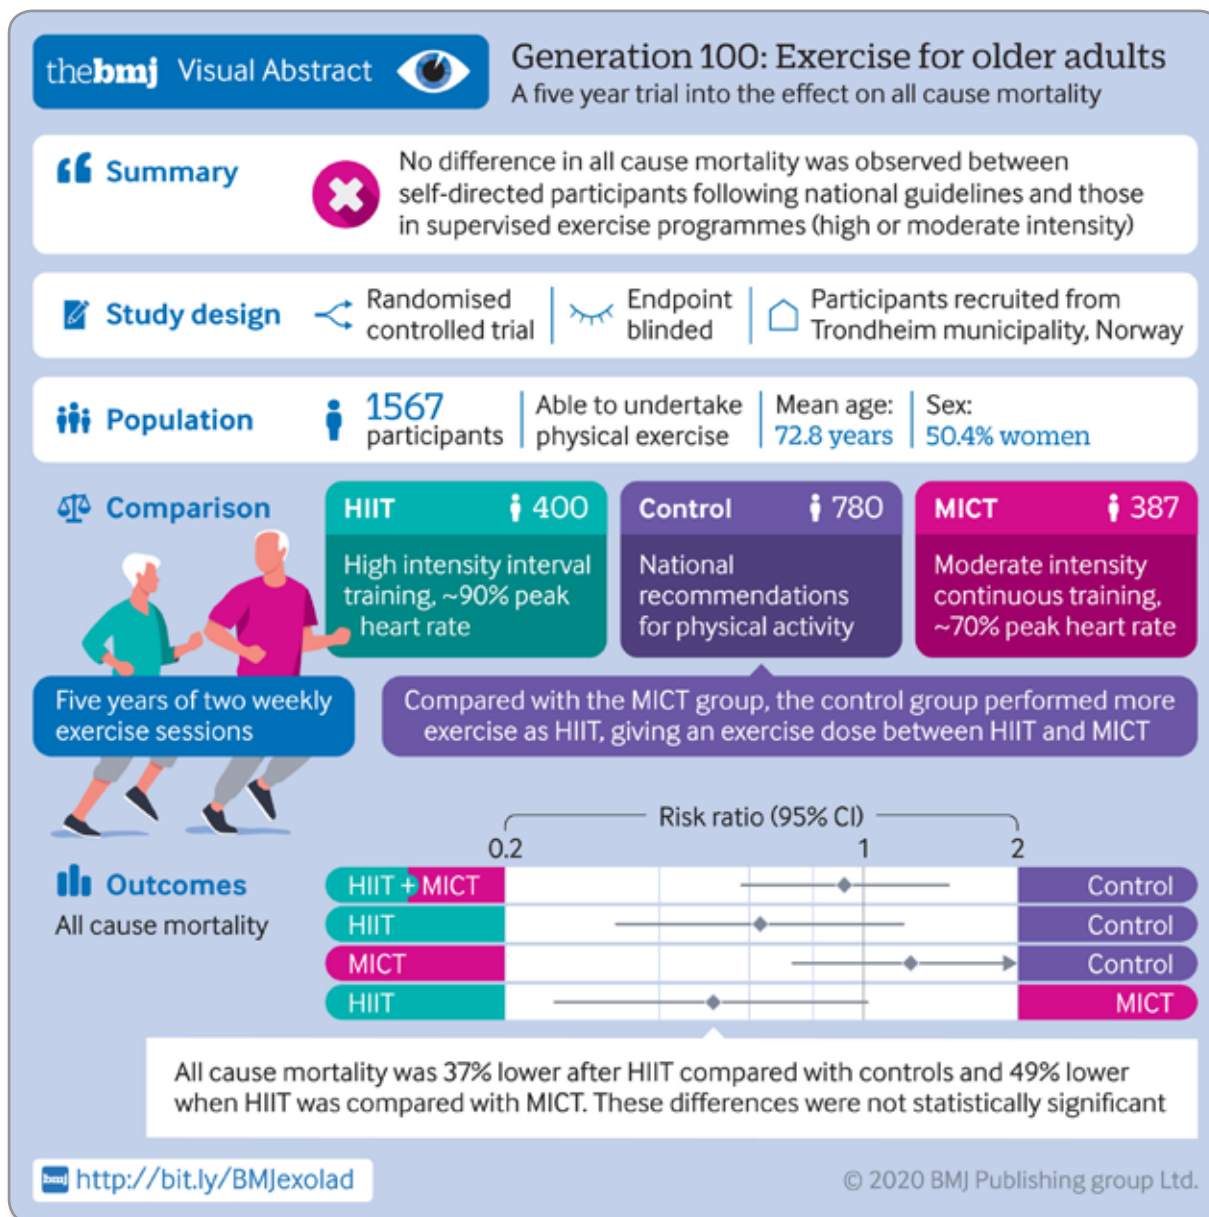 thebmj Visual Abstract
Generation 100: Exercise for older adults
A five year trial into the effect on all cause mortality
Summary
No difference in all cause mortality was observed between
self-directed participants following national guidelines and those
in supervised exercise programmes (high or moderate intensity)
Study design
Randomised
controlled trial
Endpoint
blinded
Participants recruited from
Trondheim municipality, Norway
Population
1567
participants
Able to undertake
physical exercise
Mean age:
72.8 years
Sex:
50.4% women
Comparison
HIIT 400
High intensity interval
training, ~90% peak
heart rate
Control 780
National
recommendations
for physical activity
MICT 387
Moderate intensity
continuous training,
~70% peak heart rate
Five years of two weekly
exercise sessions
Compared with the MICT group, the control group performed more
exercise as HIIT, giving an exercise dose between HIIT and MICT
Outcomes
All cause mortality
Risk ratio (95% CI)
0.2 1 2
HIIT + MICT Control
HIIT Control
MICT Control
HIIT MICT
All cause mortality was 37% lower after HIIT compared with controls and 49% lower
when HIIT was compared with MICT. These differences were not statistically significant
bmj http://bit.ly/BMJexolad
© 2020 BMJ Publishing group Ltd.